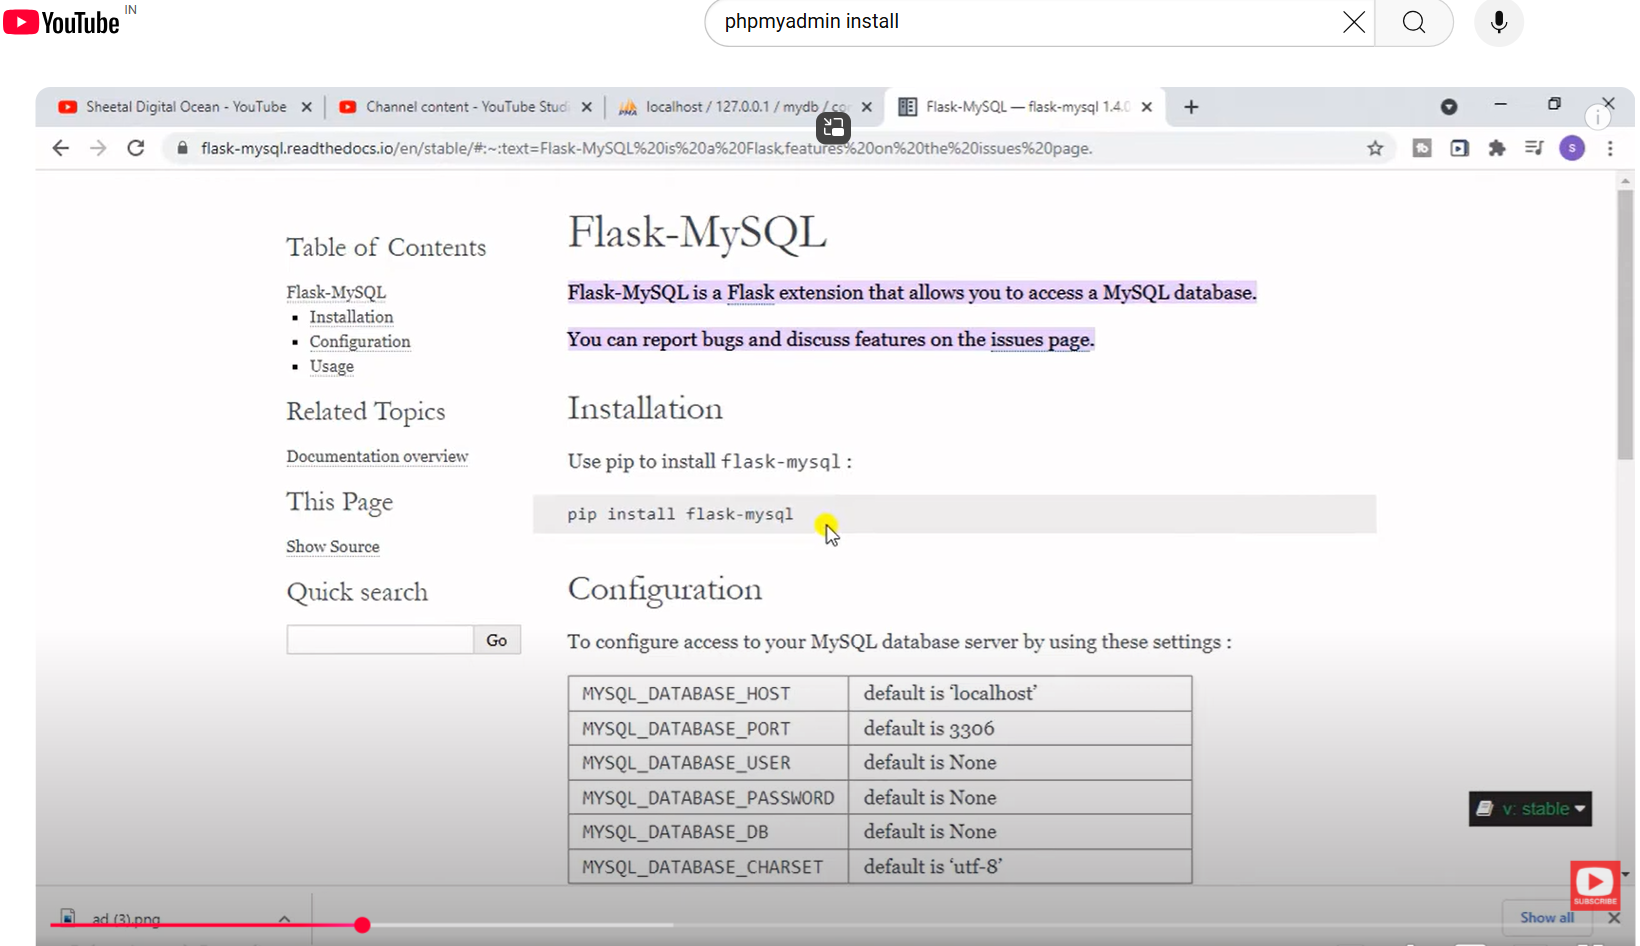 YouTube IN
phpmyadmin install
Sheetal Digital Ocean - YouTube
Channel content - YouTube Studi
localhost / 127.0.0.1 / mydb / con
Flask-MySQL — flask-mysql 1.4.0
flask-mysql.readthedocs.io/en/stable/#:~:text=Flask-MySQL%20is%20a%20Flask,features%20on%20the%20issues%20page.
S
Table of Contents
Flask-MySQL
Installation
Configuration
Usage
Related Topics
Documentation overview
This Page
Show Source
Quick search
Go
Flask-MySQL
Flask-MySQL is a Flask extension that allows you to access a MySQL database.
You can report bugs and discuss features on the issues page.
Installation
Use pip to install flask-mysql :
pip install flask-mysql
Configuration
To configure access to your MySQL database server by using these settings :
MYSQL_DATABASE_HOST default is ‘localhost’
MYSQL_DATABASE_PORT default is 3306
MYSQL_DATABASE_USER default is None
MYSQL_DATABASE_PASSWORD default is None
MYSQL_DATABASE_DB default is None
MYSQL_DATABASE_CHARSET default is ‘utf-8’
v: stable
SUBSCRIBE
ad (3).png
Show all